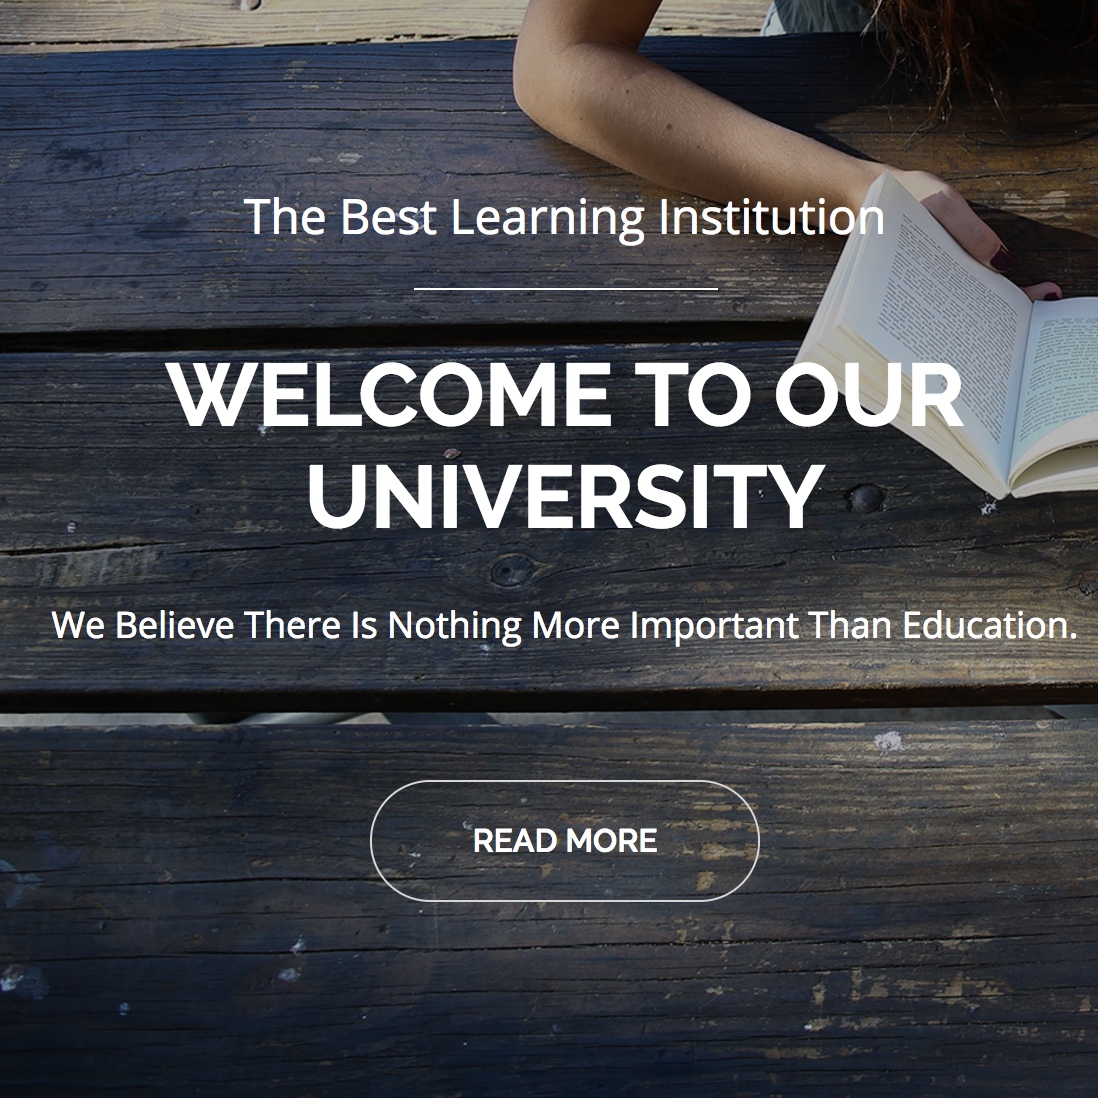 The Best Learning Institution
WELCOME TO OUR
UNIVERSITY
We Believe There Is Nothing More Important Than Education.
READ MORE